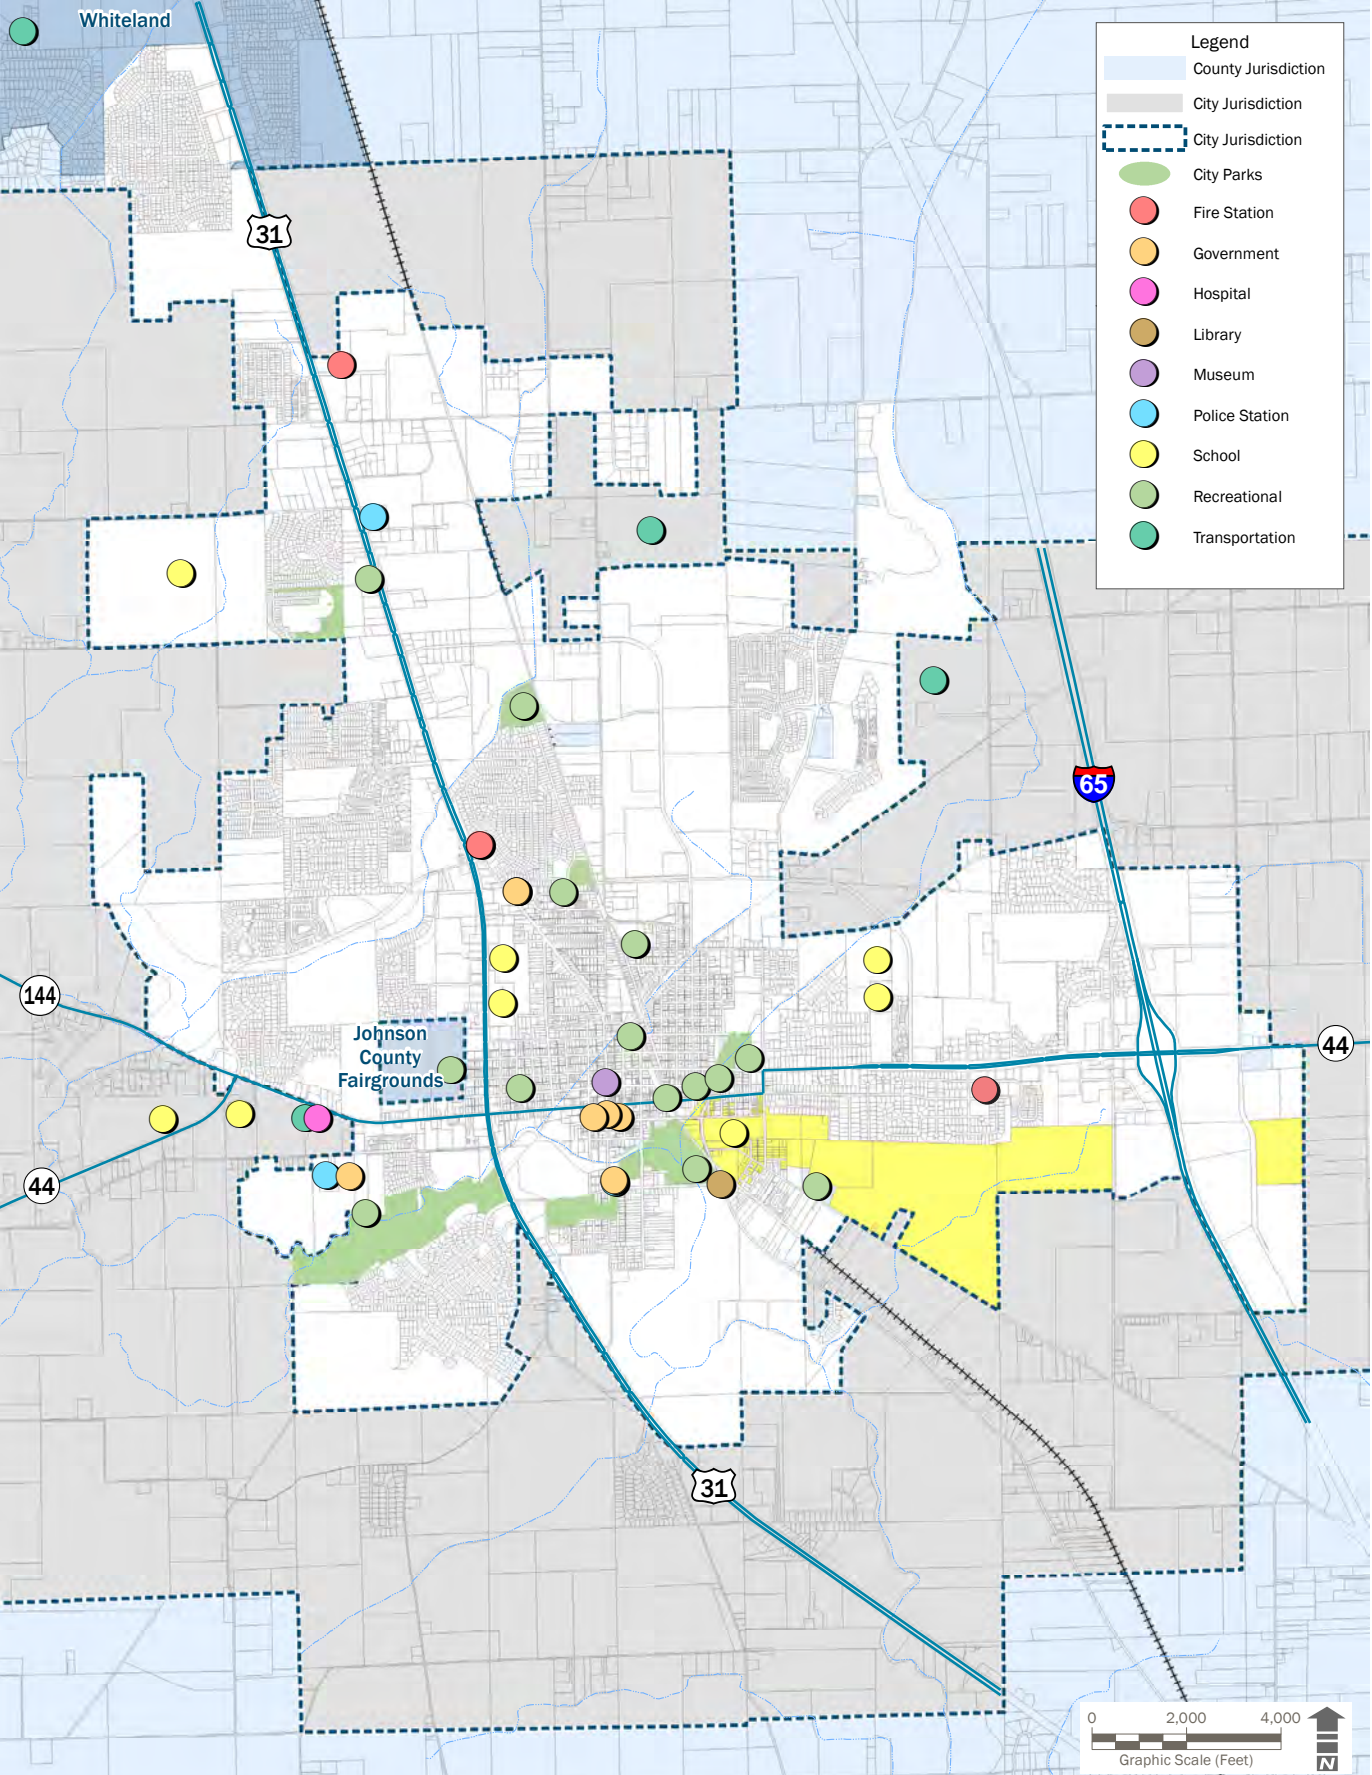 Whiteland
Legend
County Jurisdiction
City Jurisdiction
City Jurisdiction
City Parks
Fire Station
Government
Hospital
Library
Museum
Police Station
School
Recreational
Transportation
31
65
144
Johnson
County
Fairgrounds
44
44
31
0 2,000 4,000
Graphic Scale (Feet)
N